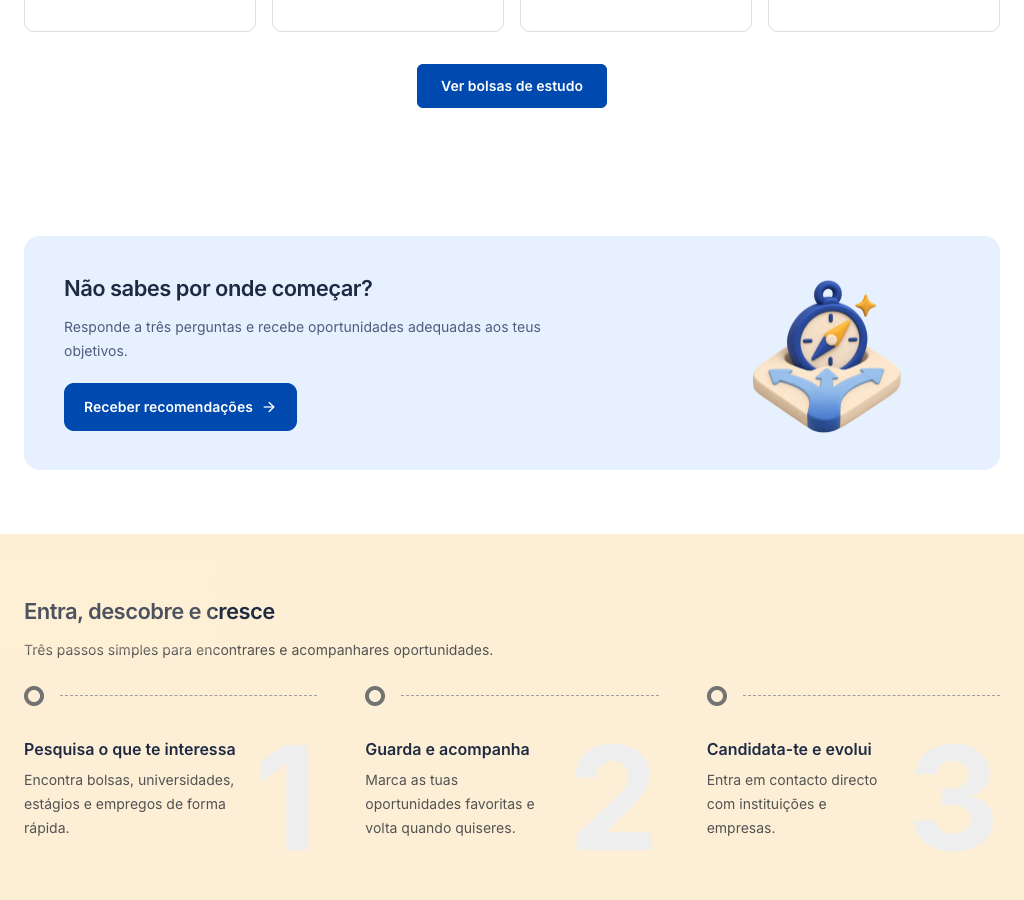 Ver bolsas de estudo
Não sabes por onde começar?
Responde a três perguntas e recebe oportunidades adequadas aos teus
objetivos.
Receber recomendações
Entra, descobre e cresce
Três passos simples para encontrares e acompanhares oportunidades.
Pesquisa o que te interessa
Encontra bolsas, universidades,
estágios e empregos de forma
rápida.
1
Guarda e acompanha
Marca as tuas
oportunidades favoritas e
volta quando quiseres.
2
Candidata-te e evolui
Entra em contacto directo
com instituições e
empresas.
3